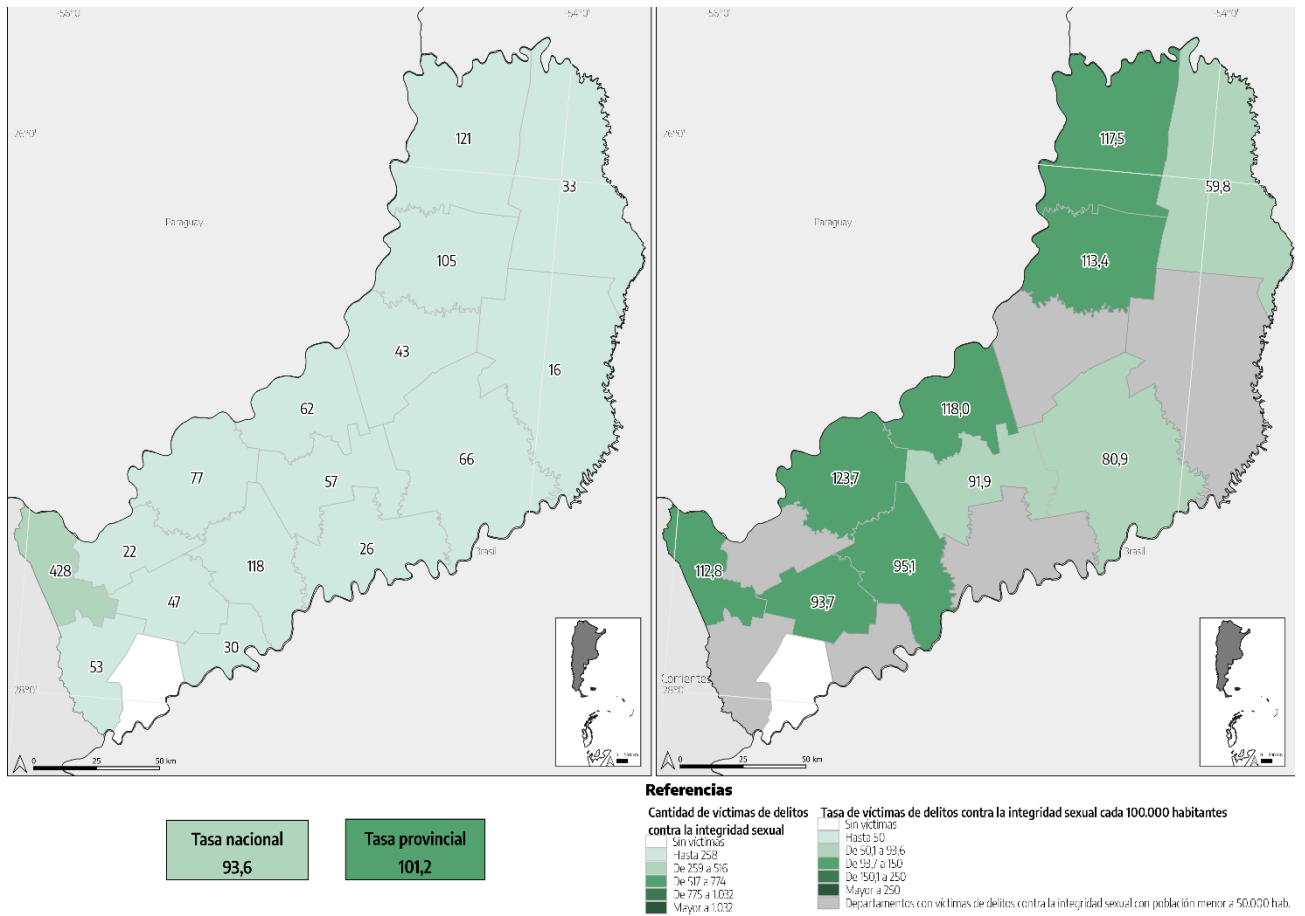 -56°0'
-54°0'
26°0'
121
33
Paraguay
105
43
16
62
66
77
57
22
26
118
Brasil
428
47
30
53
28°0'
0 25 50 km
-56°0'
-54°0'
26°0'
117,5
59,8
Paraguay
113,4
118,0
80,9
123,7
91,9
Brasil
95,1
112,8
93,7
Corrientes
28°0'
0 25 50 km
Referencias
Cantidad de víctimas de delitos
contra la integridad sexual
Sin víctimas
Hasta 258
De 259 a 516
De 517 a 774
De 775 a 1.032
Mayor a 1.032
Tasa de víctimas de delitos contra la integridad sexual cada 100.000 habitantes
Sin víctimas
Hasta 50
De 50,1 a 93,6
De 93,7 a 150
De 150,1 a 250
Mayor a 250
Departamentos con víctimas de delitos contra la integridad sexual con población menor a 50.000 hab.
Tasa nacional
93,6
Tasa provincial
101,2